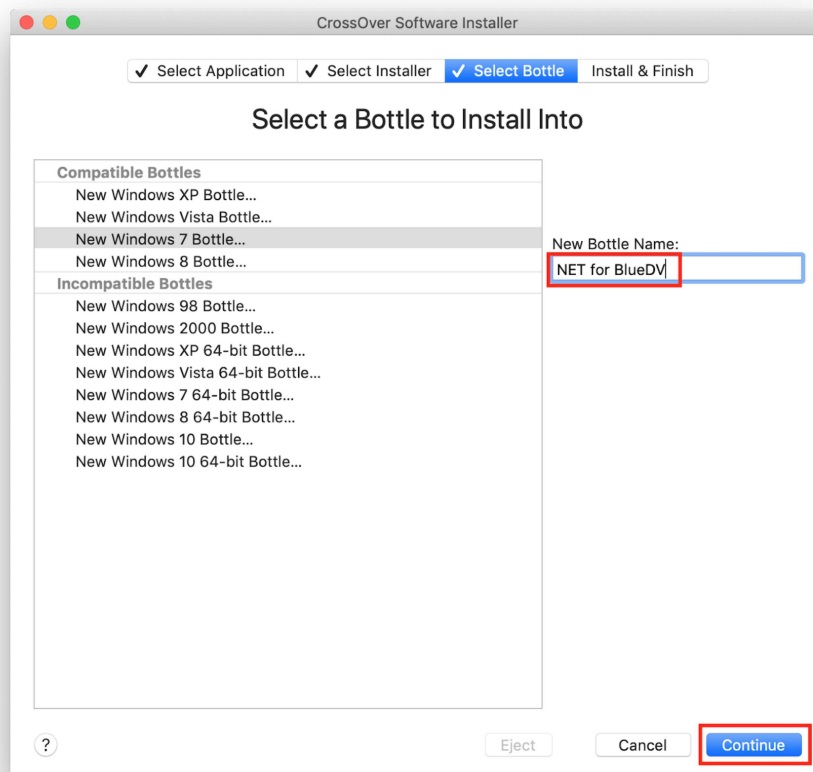 CrossOver Software Installer
✓ Select Application ✓ Select Installer ✓ Select Bottle Install & Finish
Select a Bottle to Install Into
Compatible Bottles
New Windows XP Bottle...
New Windows Vista Bottle...
New Windows 7 Bottle...
New Windows 8 Bottle...
Incompatible Bottles
New Windows 98 Bottle...
New Windows 2000 Bottle...
New Windows XP 64-bit Bottle...
New Windows Vista 64-bit Bottle...
New Windows 7 64-bit Bottle...
New Windows 8 64-bit Bottle...
New Windows 10 Bottle...
New Windows 10 64-bit Bottle...
New Bottle Name:
NET for BlueDV
? Eject Cancel Continue